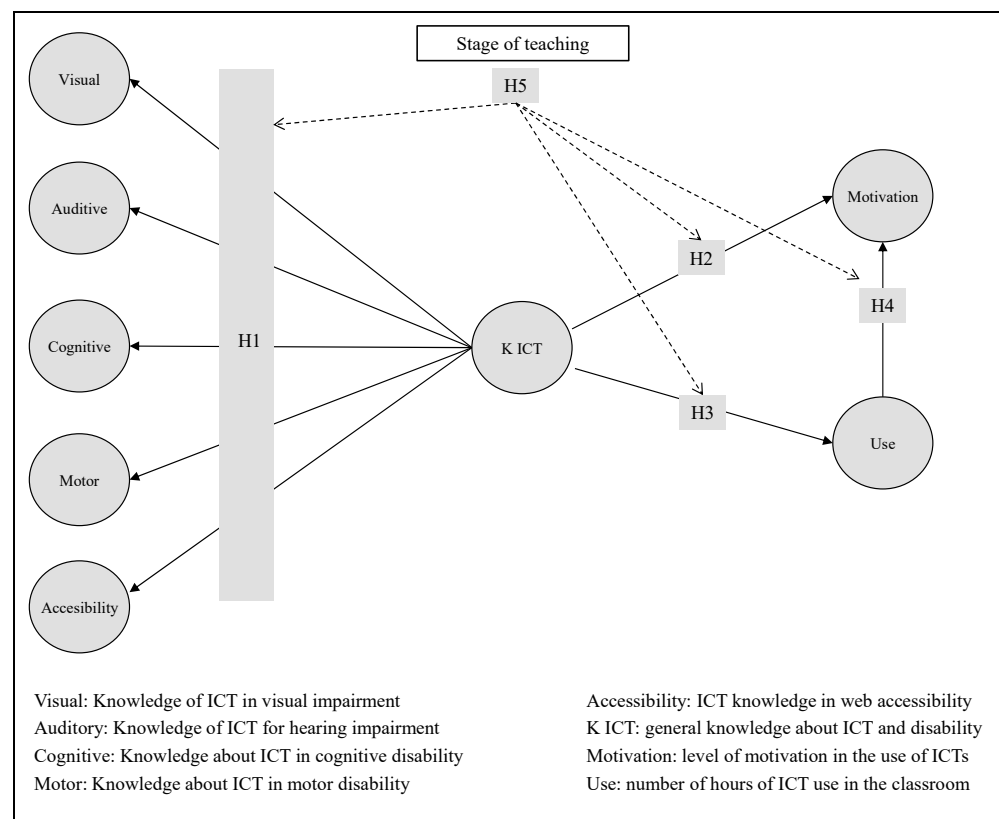 Stage of teaching
H5
Visual
Auditive
Motivation
H2
H4
Cognitive
H1
K ICT
H3
Use
Motor
Accesibility
Visual: Knowledge of ICT in visual impairment
Auditory: Knowledge of ICT for hearing impairment
Cognitive: Knowledge about ICT in cognitive disability
Motor: Knowledge about ICT in motor disability
Accessibility: ICT knowledge in web accessibility
K ICT: general knowledge about ICT and disability
Motivation: level of motivation in the use of ICTs
Use: number of hours of ICT use in the classroom